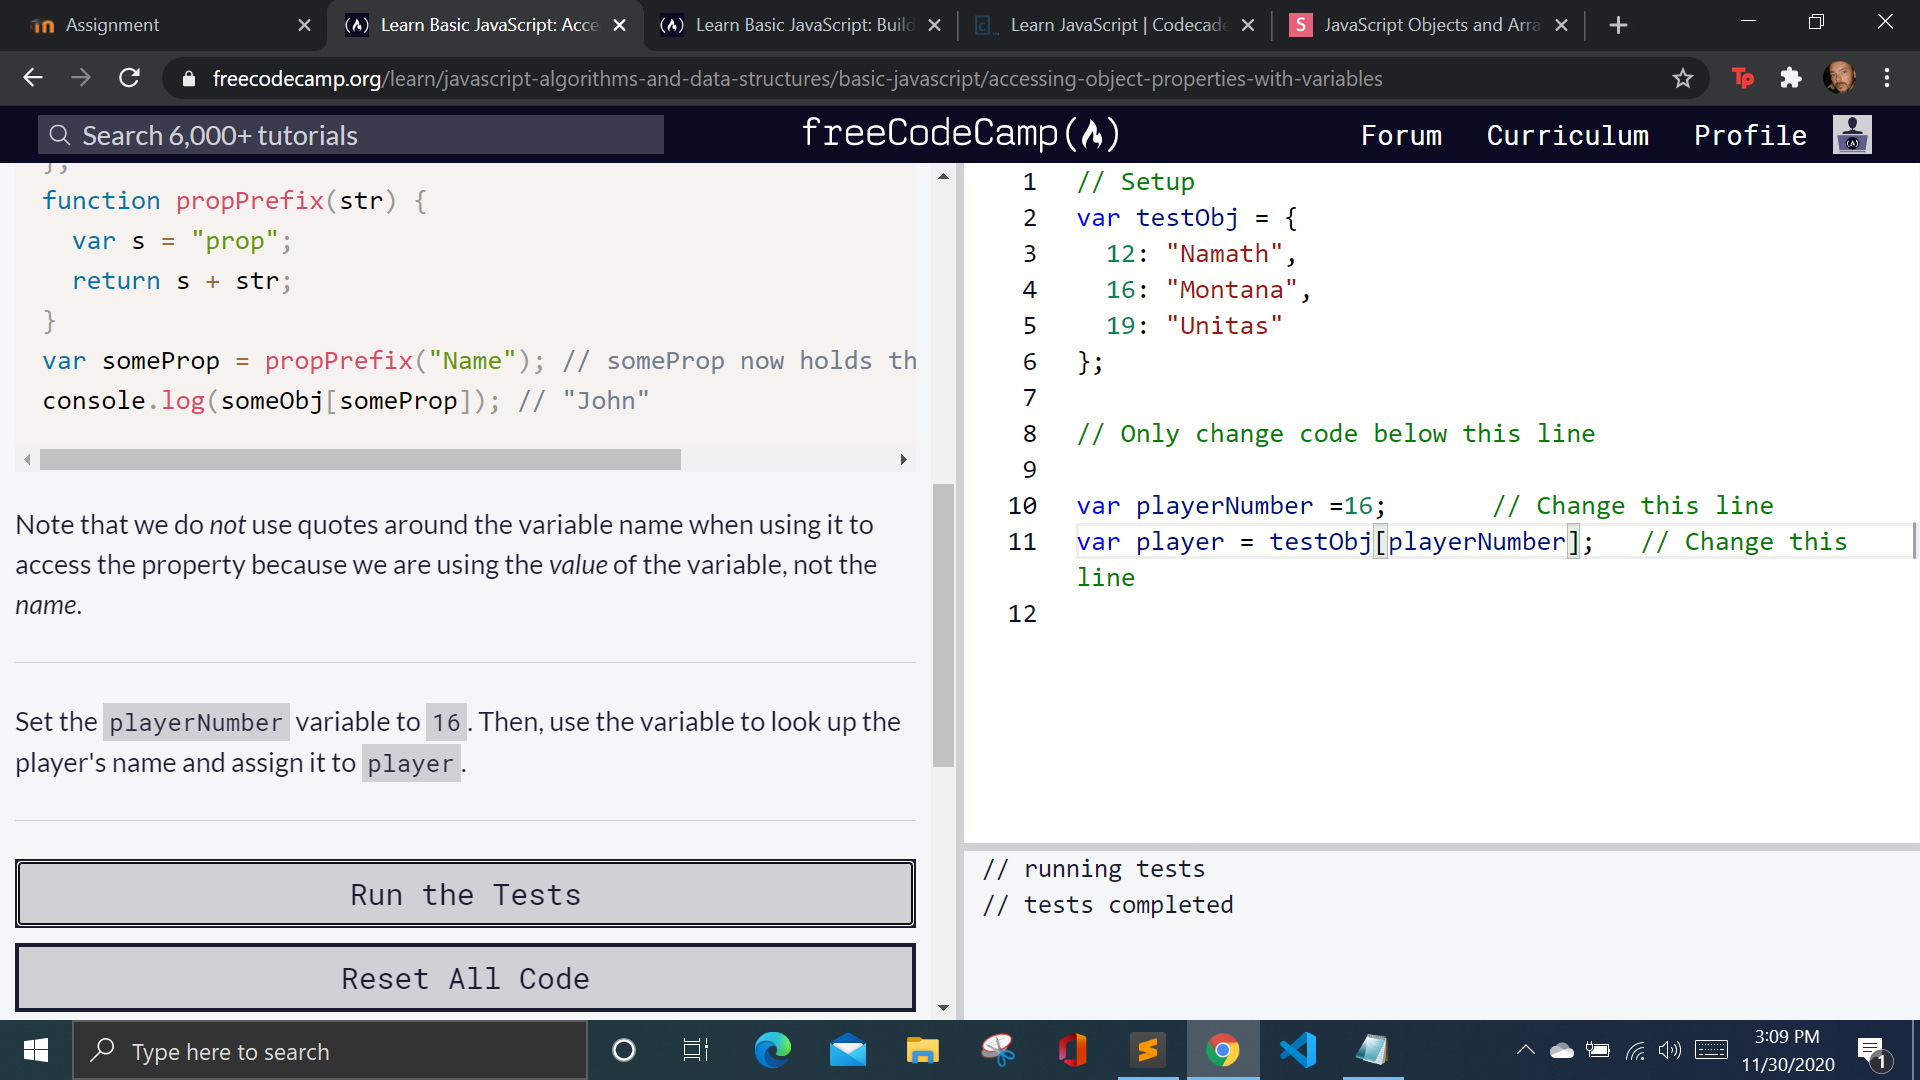 Assignment
Learn Basic JavaScript: Acce
Learn Basic JavaScript: Build
Learn JavaScript | Codecade
JavaScript Objects and Arra
freecodecamp.org/learn/javascript-algorithms-and-data-structures/basic-javascript/accessing-object-properties-with-variables
Search 6,000+ tutorials
freeCodeCamp
Forum
Curriculum
Profile
};
function propPrefix(str) {
  var s = "prop";
  return s + str;
}
var someProp = propPrefix("Name"); // someProp now holds th
console.log(someObj[someProp]); // "John"
Note that we do not use quotes around the variable name when using it to
access the property because we are using the value of the variable, not the
name.
Set the playerNumber variable to 16. Then, use the variable to look up the
player's name and assign it to player.
Run the Tests
Reset All Code
1 // Setup
2 var testObj = {
3   12: "Namath",
4   16: "Montana",
5   19: "Unitas"
6 };
7
8 // Only change code below this line
9
10 var playerNumber =16;       // Change this line
11 var player = testObj[playerNumber];   // Change this
line
12
// running tests
// tests completed
Type here to search
3:09 PM
11/30/2020
1